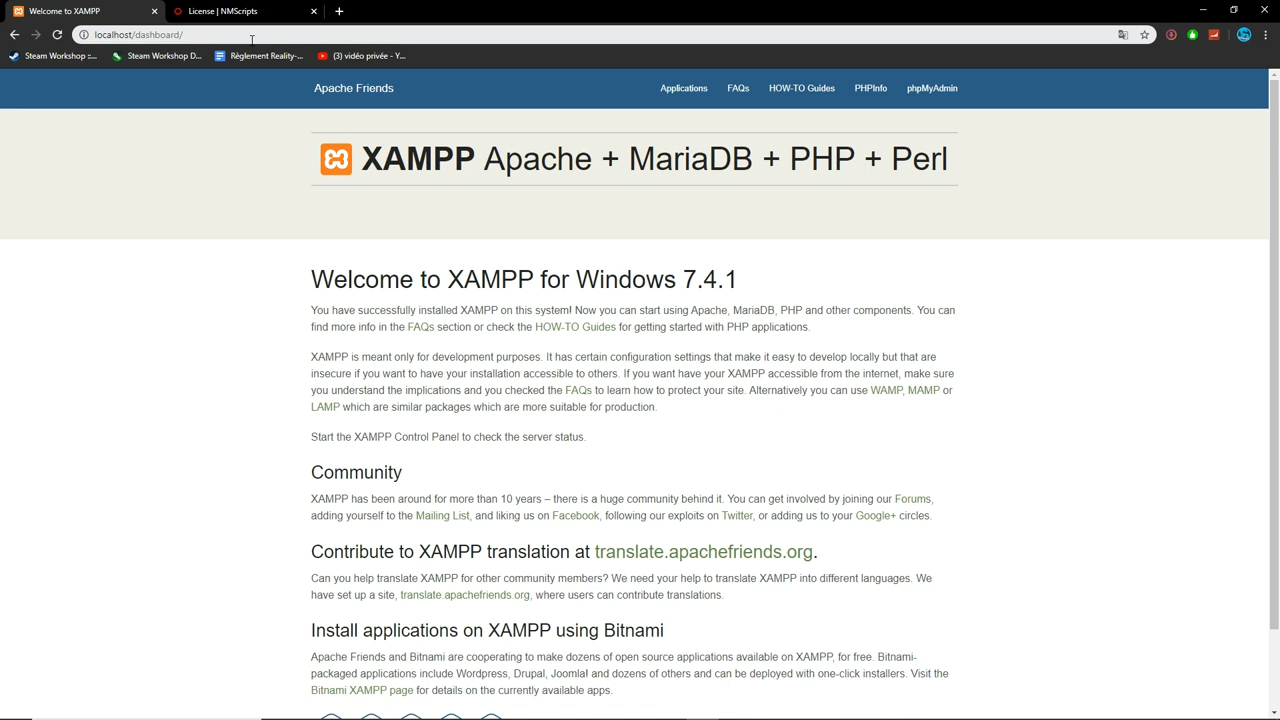 Welcome to XAMPP
License | NMScripts
localhost/dashboard/
Steam Workshop ::...
Steam Workshop D...
Règlement Reality-...
(3) vidéo privée - Y...
Apache Friends
Applications
FAQs
HOW-TO Guides
PHPInfo
phpMyAdmin
XAMPP Apache + MariaDB + PHP + Perl
Welcome to XAMPP for Windows 7.4.1
You have successfully installed XAMPP on this system! Now you can start using Apache, MariaDB, PHP and other components. You can
find more info in the FAQs section or check the HOW-TO Guides for getting started with PHP applications.
XAMPP is meant only for development purposes. It has certain configuration settings that make it easy to develop locally but that are
insecure if you want to have your installation accessible to others. If you want have your XAMPP accessible from the internet, make sure
you understand the implications and you checked the FAQs to learn how to protect your site. Alternatively you can use WAMP, MAMP or
LAMP which are similar packages which are more suitable for production.
Start the XAMPP Control Panel to check the server status.
Community
XAMPP has been around for more than 10 years – there is a huge community behind it. You can get involved by joining our Forums,
adding yourself to the Mailing List, and liking us on Facebook, following our exploits on Twitter, or adding us to your Google+ circles.
Contribute to XAMPP translation at translate.apachefriends.org.
Can you help translate XAMPP for other community members? We need your help to translate XAMPP into different languages. We
have set up a site, translate.apachefriends.org, where users can contribute translations.
Install applications on XAMPP using Bitnami
Apache Friends and Bitnami are cooperating to make dozens of open source applications available on XAMPP, for free. Bitnami-
packaged applications include Wordpress, Drupal, Joomla! and dozens of others and can be deployed with one-click installers. Visit the
Bitnami XAMPP page for details on the currently available apps.